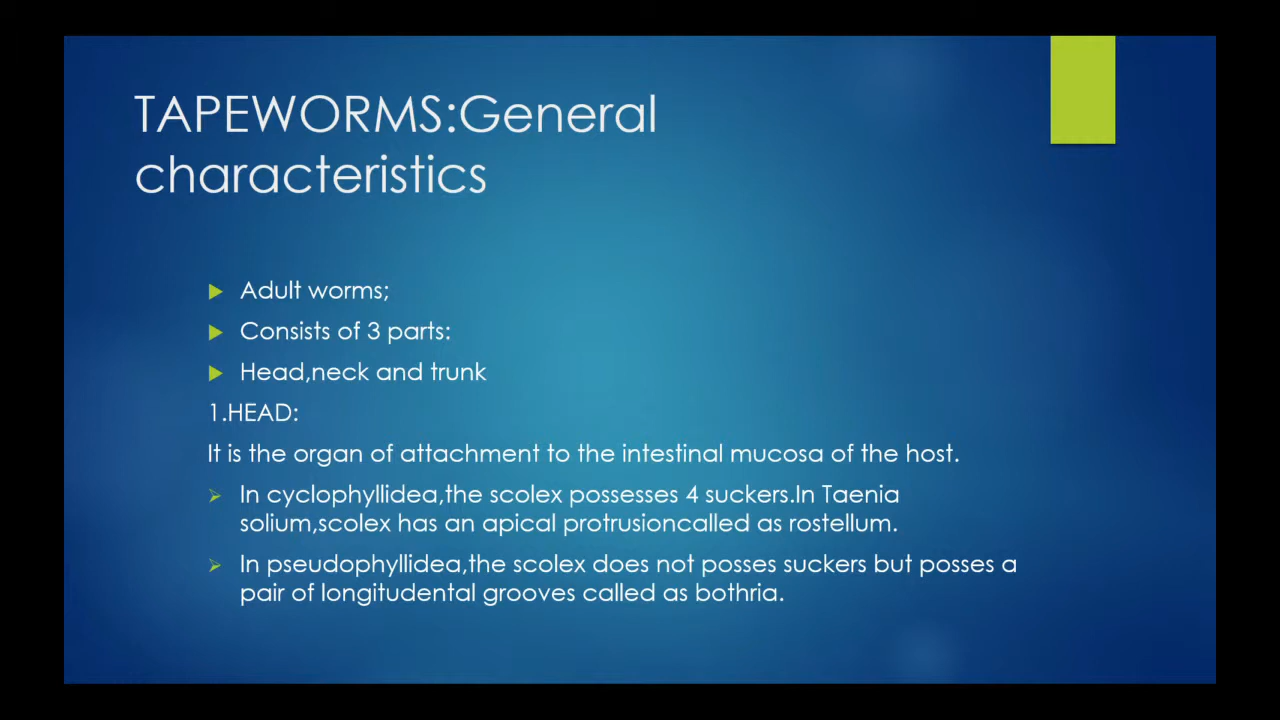 TAPEWORMS:General
characteristics
Adult worms;
Consists of 3 parts:
Head,neck and trunk
1.HEAD:
It is the organ of attachment to the intestinal mucosa of the host.
In cyclophyllidea,the scolex possesses 4 suckers.In Taenia
solium,scolex has an apical protrusioncalled as rostellum.
In pseudophyllidea,the scolex does not posses suckers but posses a
pair of longitudental grooves called as bothria.